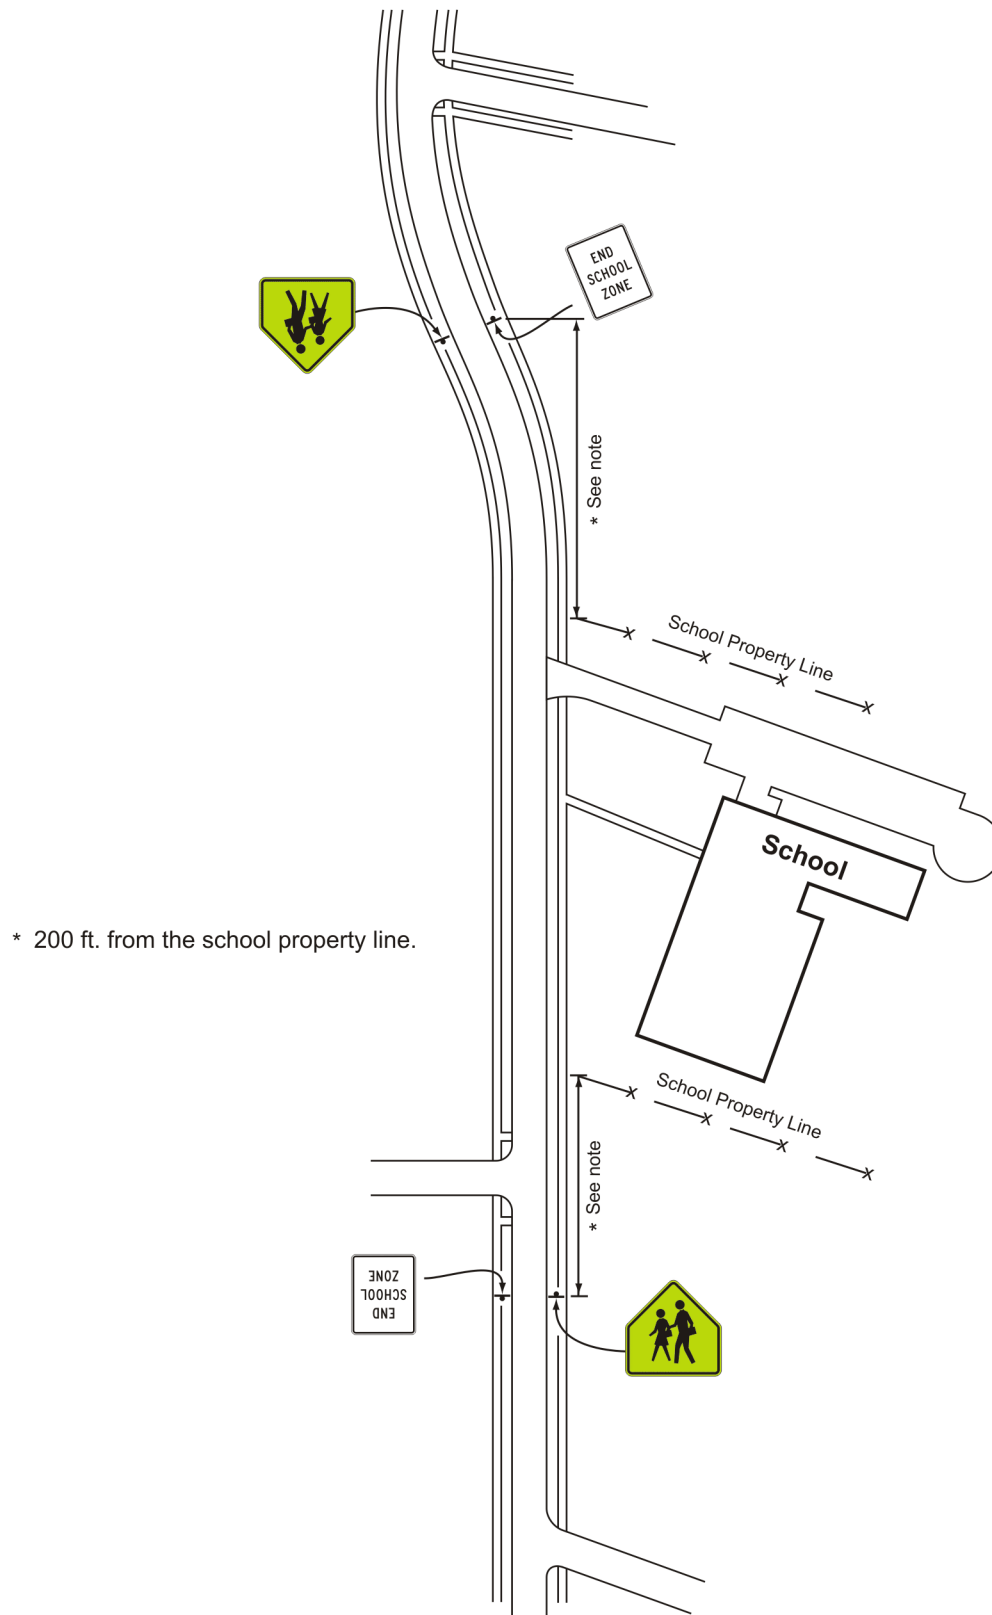 END
SCHOOL
ZONE
* See note
School Property Line
School
* 200 ft. from the school property line.
School Property Line
* See note
END
SCHOOL
ZONE